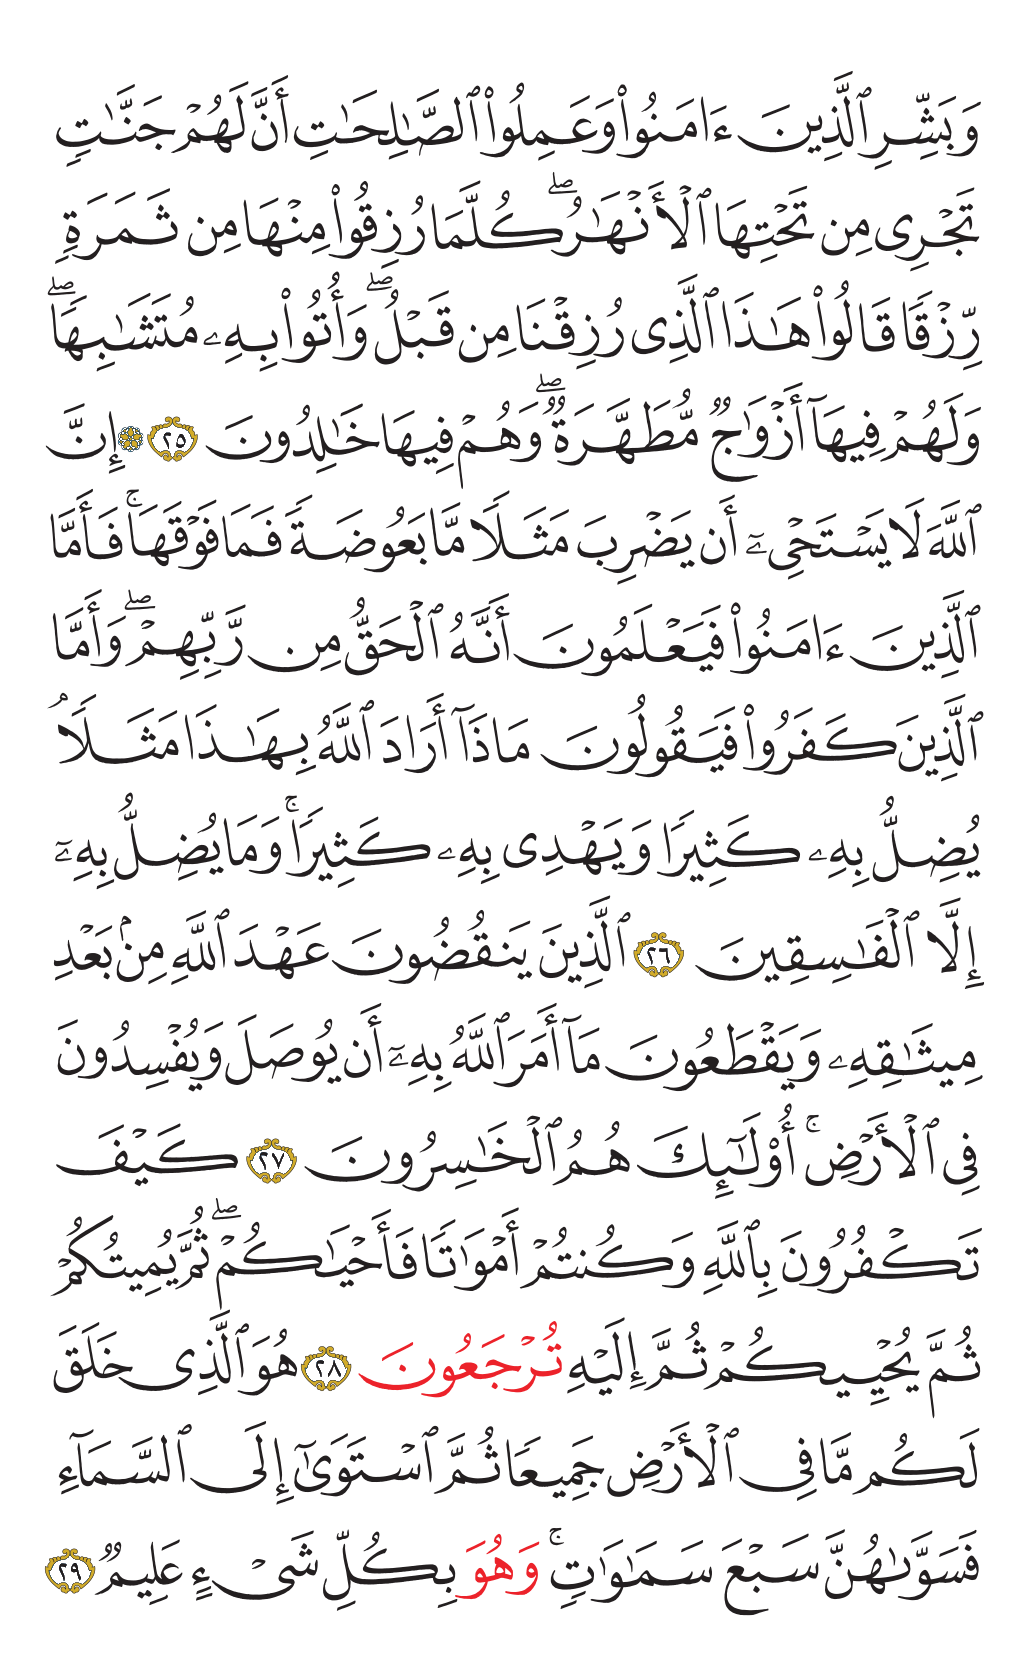 وَبَشِّرِ ٱلَّذِينَ ءَامَنُوا۟ وَعَمِلُوا۟ ٱلصَّٰلِحَٰتِ أَنَّ لَهُمْ جَنَّٰتٍ
تَجْرِى مِن تَحْتِهَا ٱلْأَنْهَٰرُ ۖ كُلَّمَا رُزِقُوا۟ مِنْهَا مِن ثَمَرَةٍ
رِّزْقًا قَالُوا۟ هَٰذَا ٱلَّذِى رُزِقْنَا مِن قَبْلُ ۖ وَأُتُوا۟ بِهِۦ مُتَشَٰبِهًا ۖ
وَلَهُمْ فِيهَآ أَزْوَٰجٌ مُّطَهَّرَةٌ ۖ وَهُمْ فِيهَا خَٰلِدُونَ ٢٥ ۞ إِنَّ
ٱللَّهَ لَا يَسْتَحْىِۦٓ أَن يَضْرِبَ مَثَلًا مَّا بَعُوضَةً فَمَا فَوْقَهَا ۚ فَأَمَّا
ٱلَّذِينَ ءَامَنُوا۟ فَيَعْلَمُونَ أَنَّهُ ٱلْحَقُّ مِن رَّبِّهِمْ ۖ وَأَمَّا
ٱلَّذِينَ كَفَرُوا۟ فَيَقُولُونَ مَاذَآ أَرَادَ ٱللَّهُ بِهَٰذَا مَثَلًا ۘ
يُضِلُّ بِهِۦ كَثِيرًا وَيَهْدِى بِهِۦ كَثِيرًا ۚ وَمَا يُضِلُّ بِهِۦٓ
إِلَّا ٱلْفَٰسِقِينَ ٢٦ ٱلَّذِينَ يَنقُضُونَ عَهْدَ ٱللَّهِ مِنۢ بَعْدِ
مِيثَٰقِهِۦ وَيَقْطَعُونَ مَآ أَمَرَ ٱللَّهُ بِهِۦٓ أَن يُوصَلَ وَيُفْسِدُونَ
فِى ٱلْأَرْضِ ۚ أُو۟لَٰٓئِكَ هُمُ ٱلْخَٰسِرُونَ ٢٧ كَيْفَ
تَكْفُرُونَ بِٱللَّهِ وَكُنتُمْ أَمْوَٰتًا فَأَحْيَٰكُمْ ۖ ثُمَّ يُمِيتُكُمْ
ثُمَّ يُحْيِيكُمْ ثُمَّ إِلَيْهِ تُرْجَعُونَ ٢٨ هُوَ ٱلَّذِى خَلَقَ
لَكُم مَّا فِى ٱلْأَرْضِ جَمِيعًا ثُمَّ ٱسْتَوَىٰٓ إِلَى ٱلسَّمَآءِ
فَسَوَّىٰهُنَّ سَبْعَ سَمَٰوَٰتٍ ۚ وَهُوَ بِكُلِّ شَىْءٍ عَلِيمٌ ٢٩